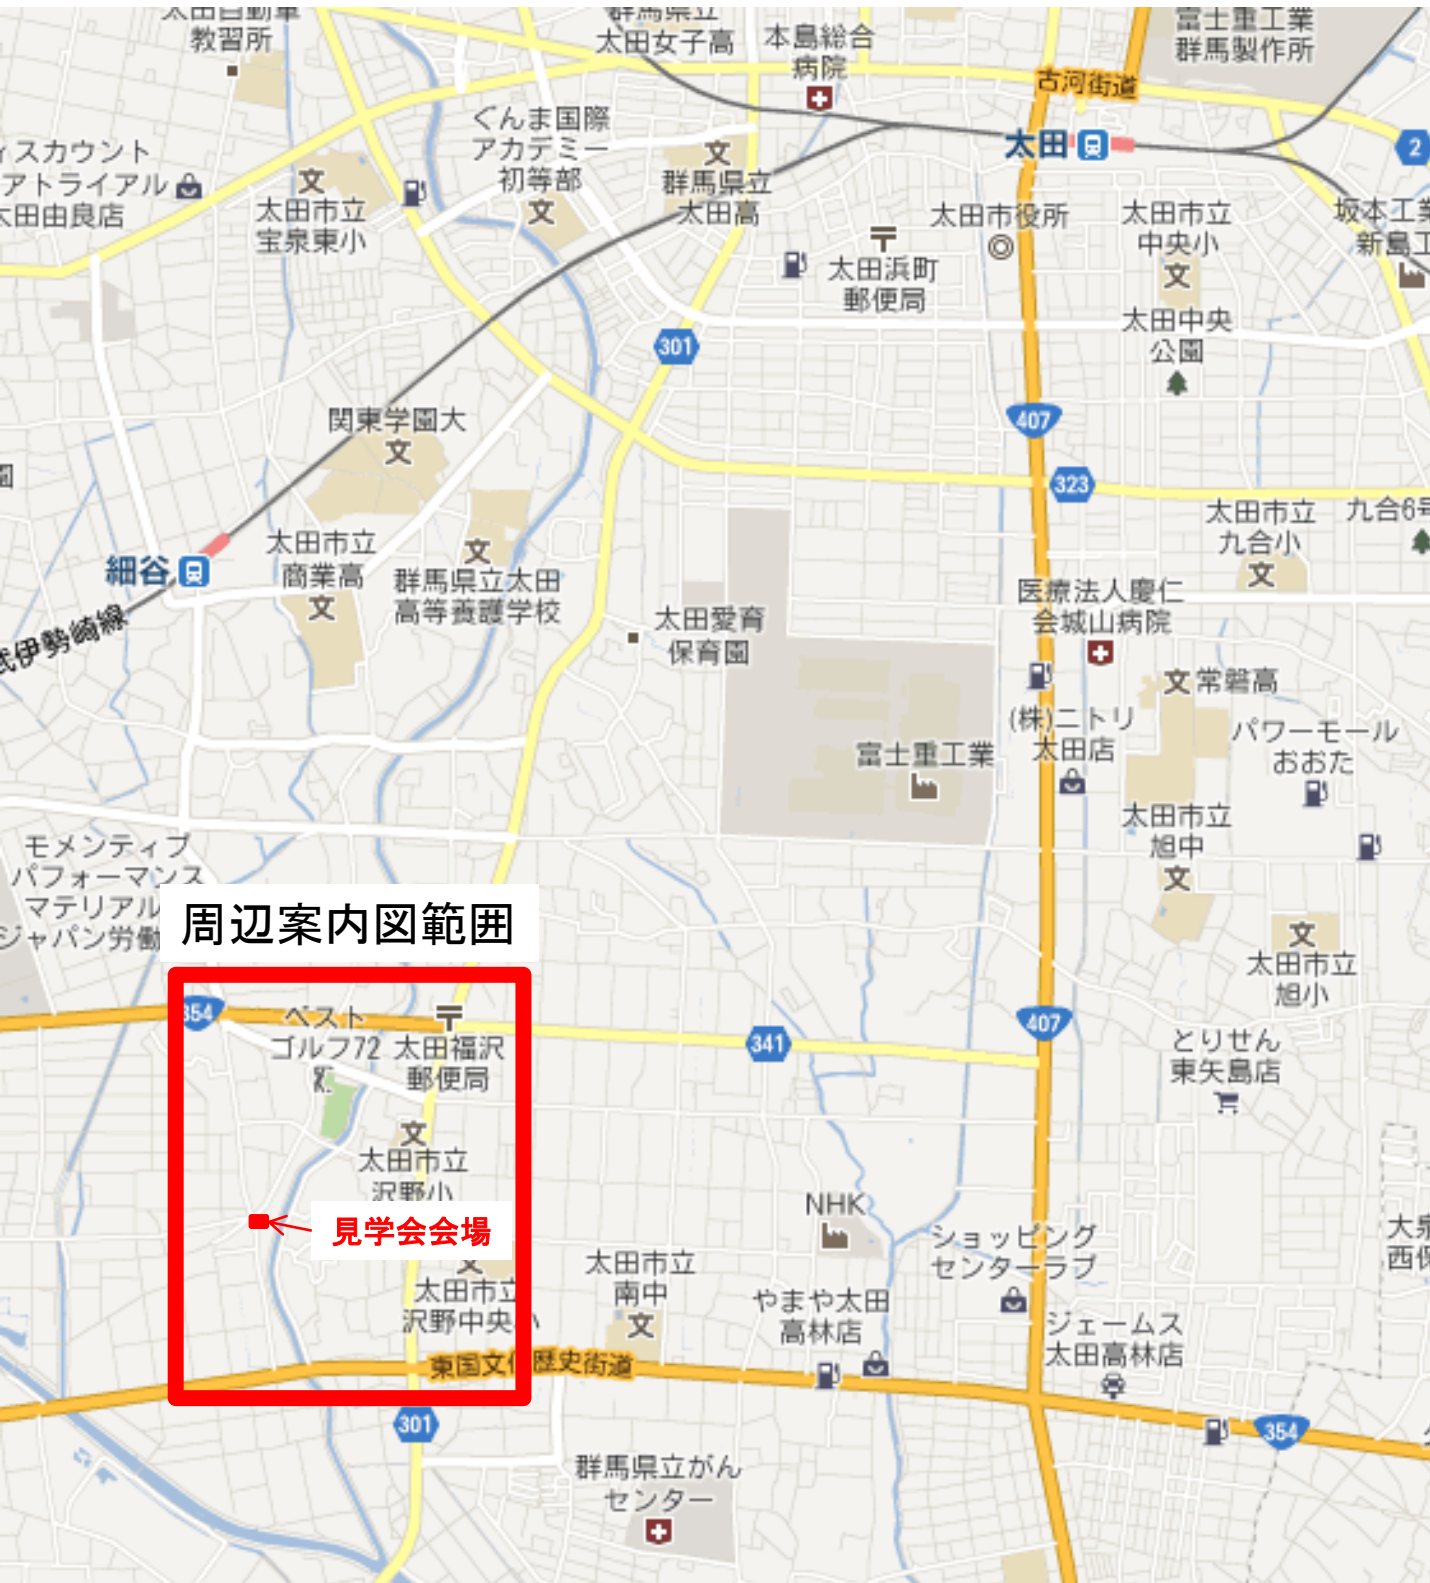 太田自動車
教習所
群馬県立
太田女子高
本島総合
病院
富士重工業
群馬製作所
古河街道
太田
2
ィスカウント
アトライアル
太田由良店
太田市立
宝泉東小
ぐんま国際
アカデミー
初等部
群馬県立
太田高
太田市役所
太田浜町
郵便局
太田市立
中央小
坂本工業
新島工
太田中央
公園
301
407
関東学園大
園
323
太田市立
九合小
九合6号
細谷
太田市立
商業高
群馬県立太田
高等養護学校
伊勢崎線
太田愛育
保育園
医療法人慶仁
会城山病院
常磐高
(株)ニトリ
太田店
パワーモール
おおた
富士重工業
太田市立
旭中
モメンティブ
パフォーマンス
マテリアル
ジャパン労働
周辺案内図範囲
太田市立
旭小
354
ベスト
ゴルフ72
太田福沢
郵便局
341
407
とりせん
東矢島店
太田市立
沢野小
見学会会場
太田市立
沢野中央小
NHK
ショッピング
センターラブ
大泉
西保
太田市立
南中
やまや太田
高林店
ジェームス
太田高林店
東国文化歴史街道
301
354
群馬県立がん
センター